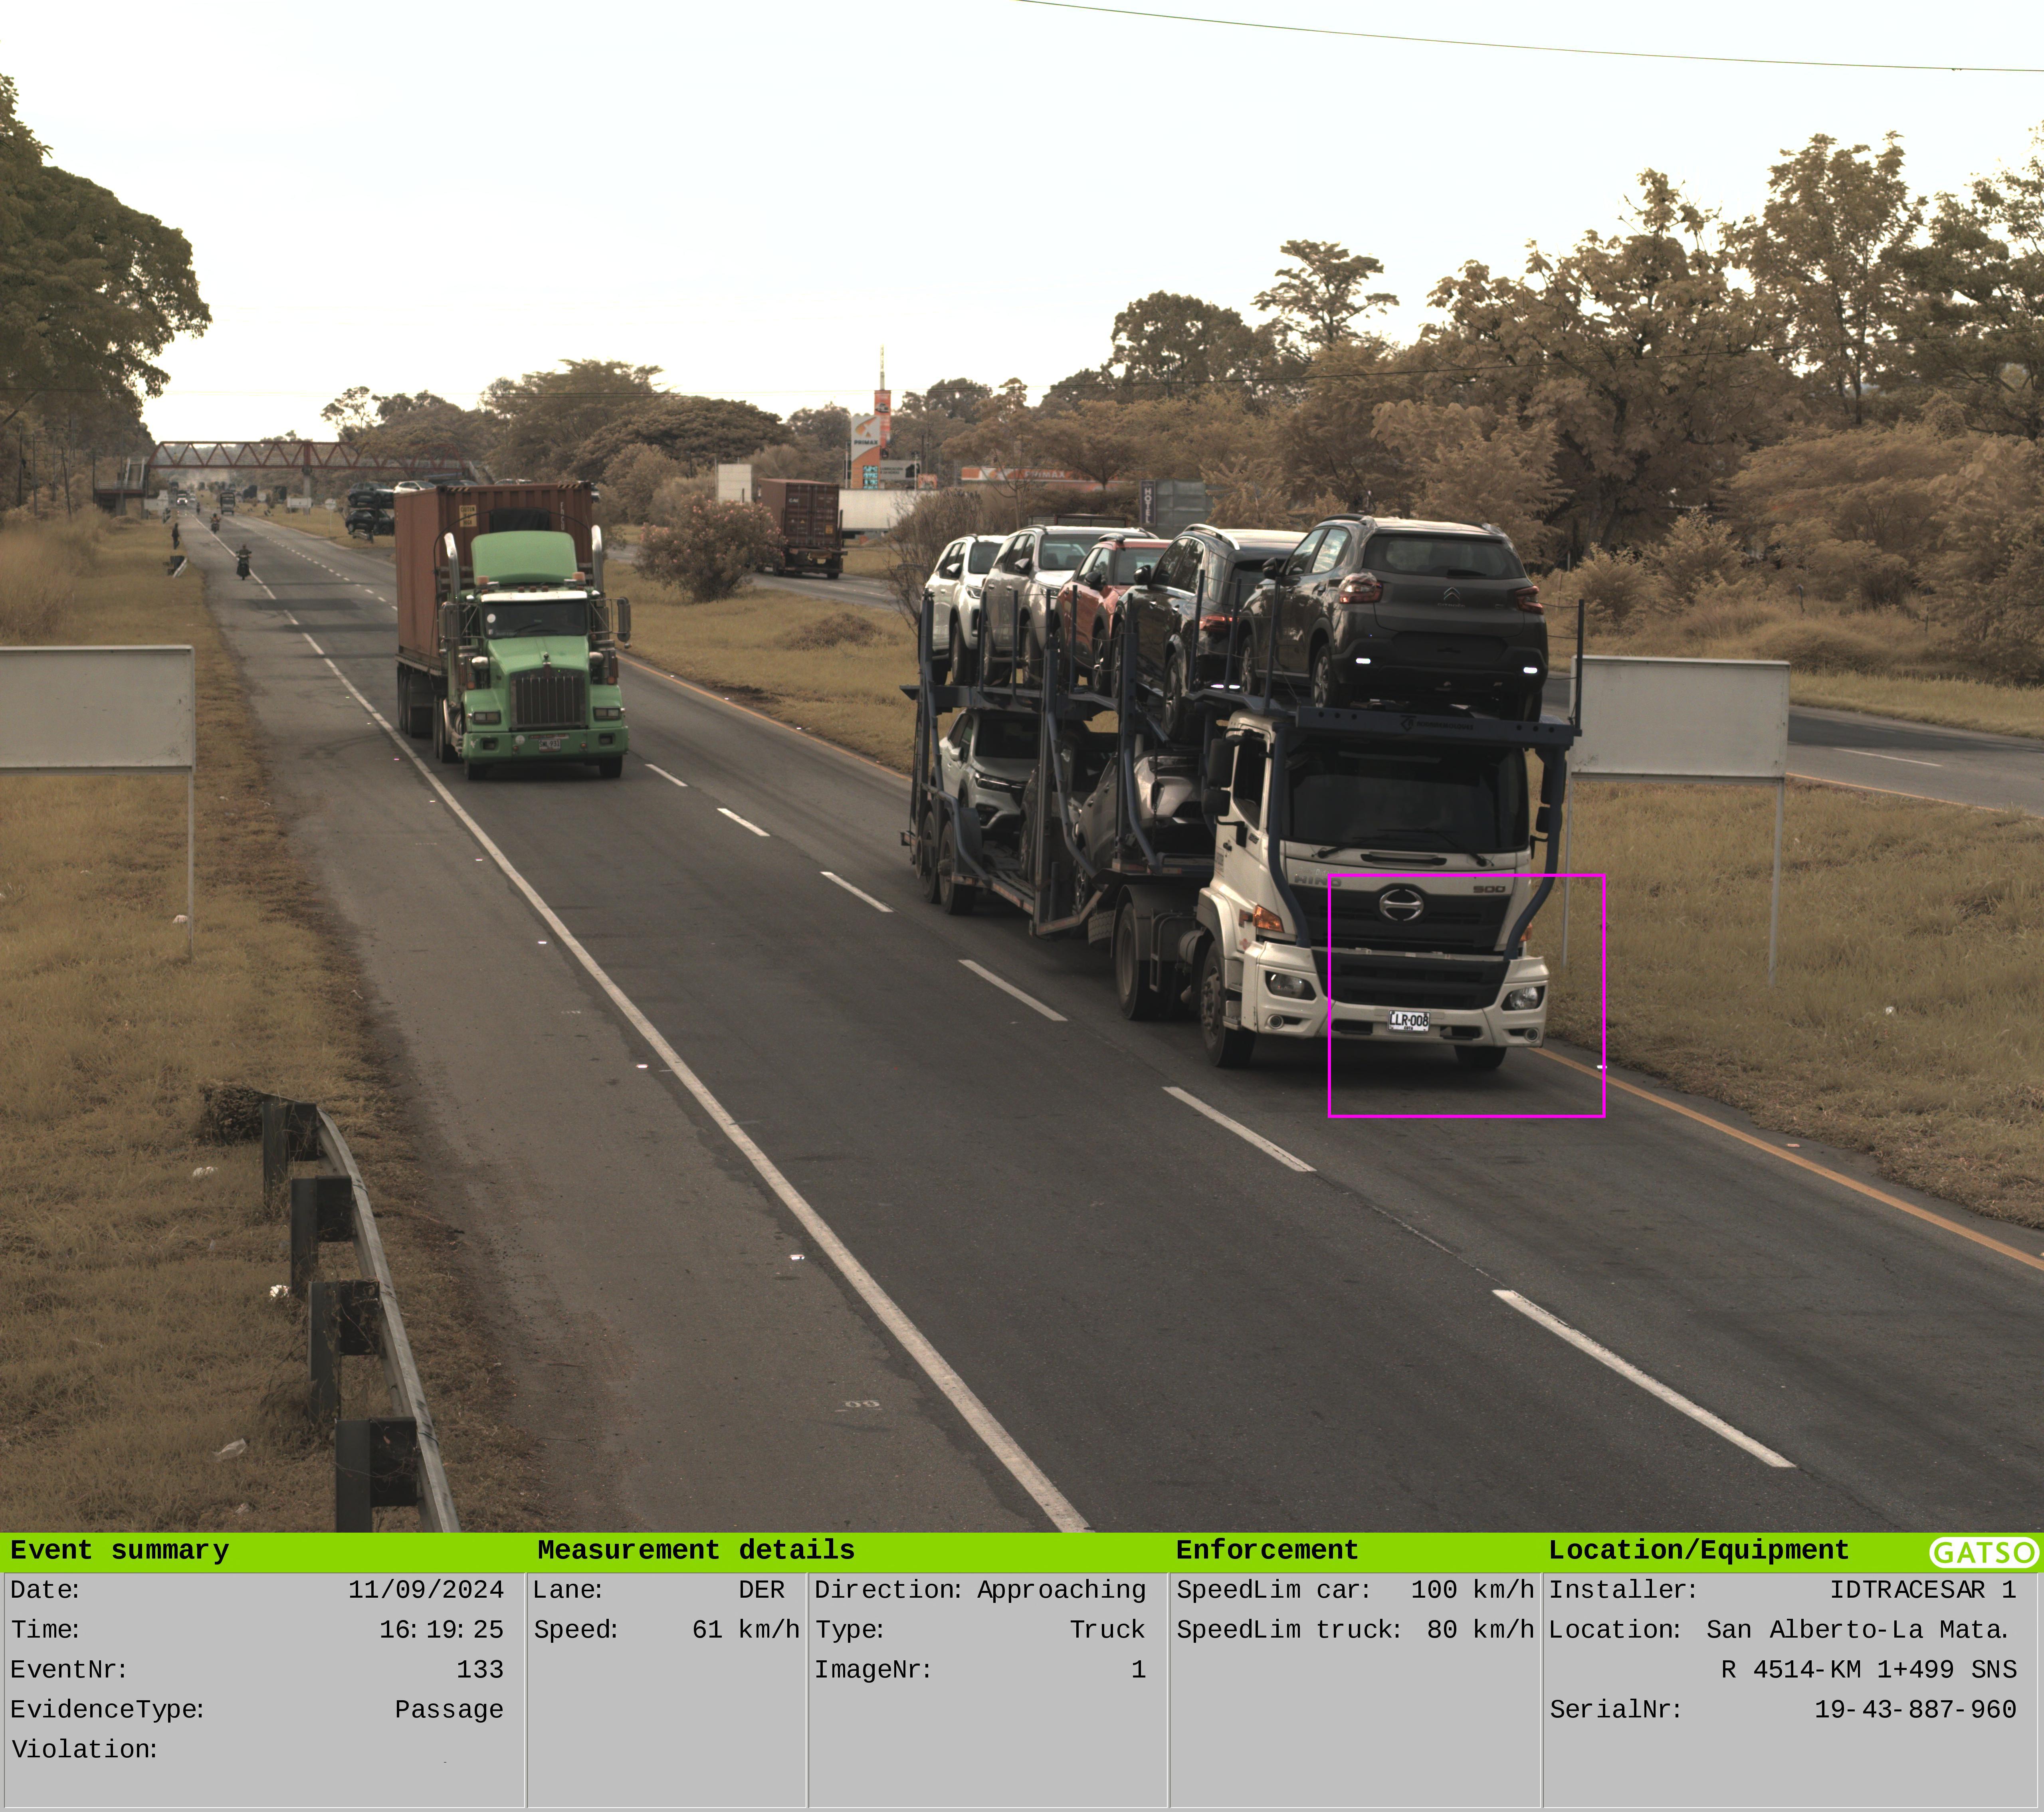 PRIMAX
PRIMAX
HOTEL
HINO
500
LLR-008
Event summary
Measurement details
Enforcement
Location/Equipment
GATSO
Date: 11/09/2024
Time: 16:19:25
EventNr: 133
EvidenceType: Passage
Violation:
Lane: DER
Speed: 61 km/h
Direction: Approaching
Type: Truck
ImageNr: 1
SpeedLim car: 100 km/h
SpeedLim truck: 80 km/h
Installer: IDTRACESAR 1
Location: San Alberto-La Mata.
R 4514-KM 1+499 SNS
SerialNr: 19-43-887-960